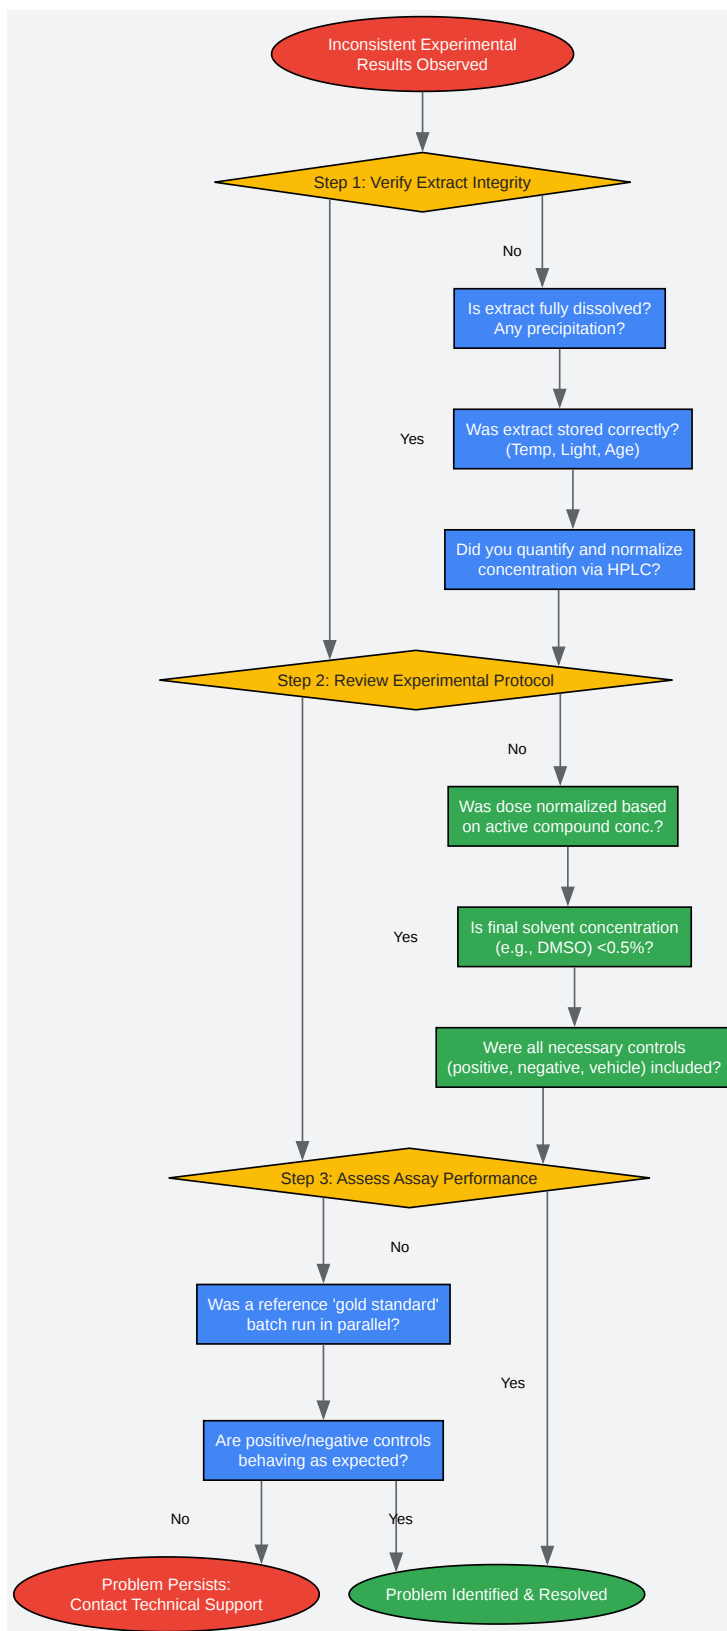 Inconsistent Experimental
Results Observed
Step 1: Verify Extract Integrity
No
Is extract fully dissolved?
Any precipitation?
Was extract stored correctly?
(Temp, Light, Age)
Yes
Did you quantify and normalize
concentration via HPLC?
Step 2: Review Experimental Protocol
No
Was dose normalized based
on active compound conc.?
Is final solvent concentration
(e.g., DMSO) <0.5%?
Yes
Were all necessary controls
(positive, negative, vehicle) included?
Step 3: Assess Assay Performance
No
Was a reference 'gold standard'
batch run in parallel?
Yes
Are positive/negative controls
behaving as expected?
No
Yes
Problem Persists:
Contact Technical Support
Problem Identified & Resolved